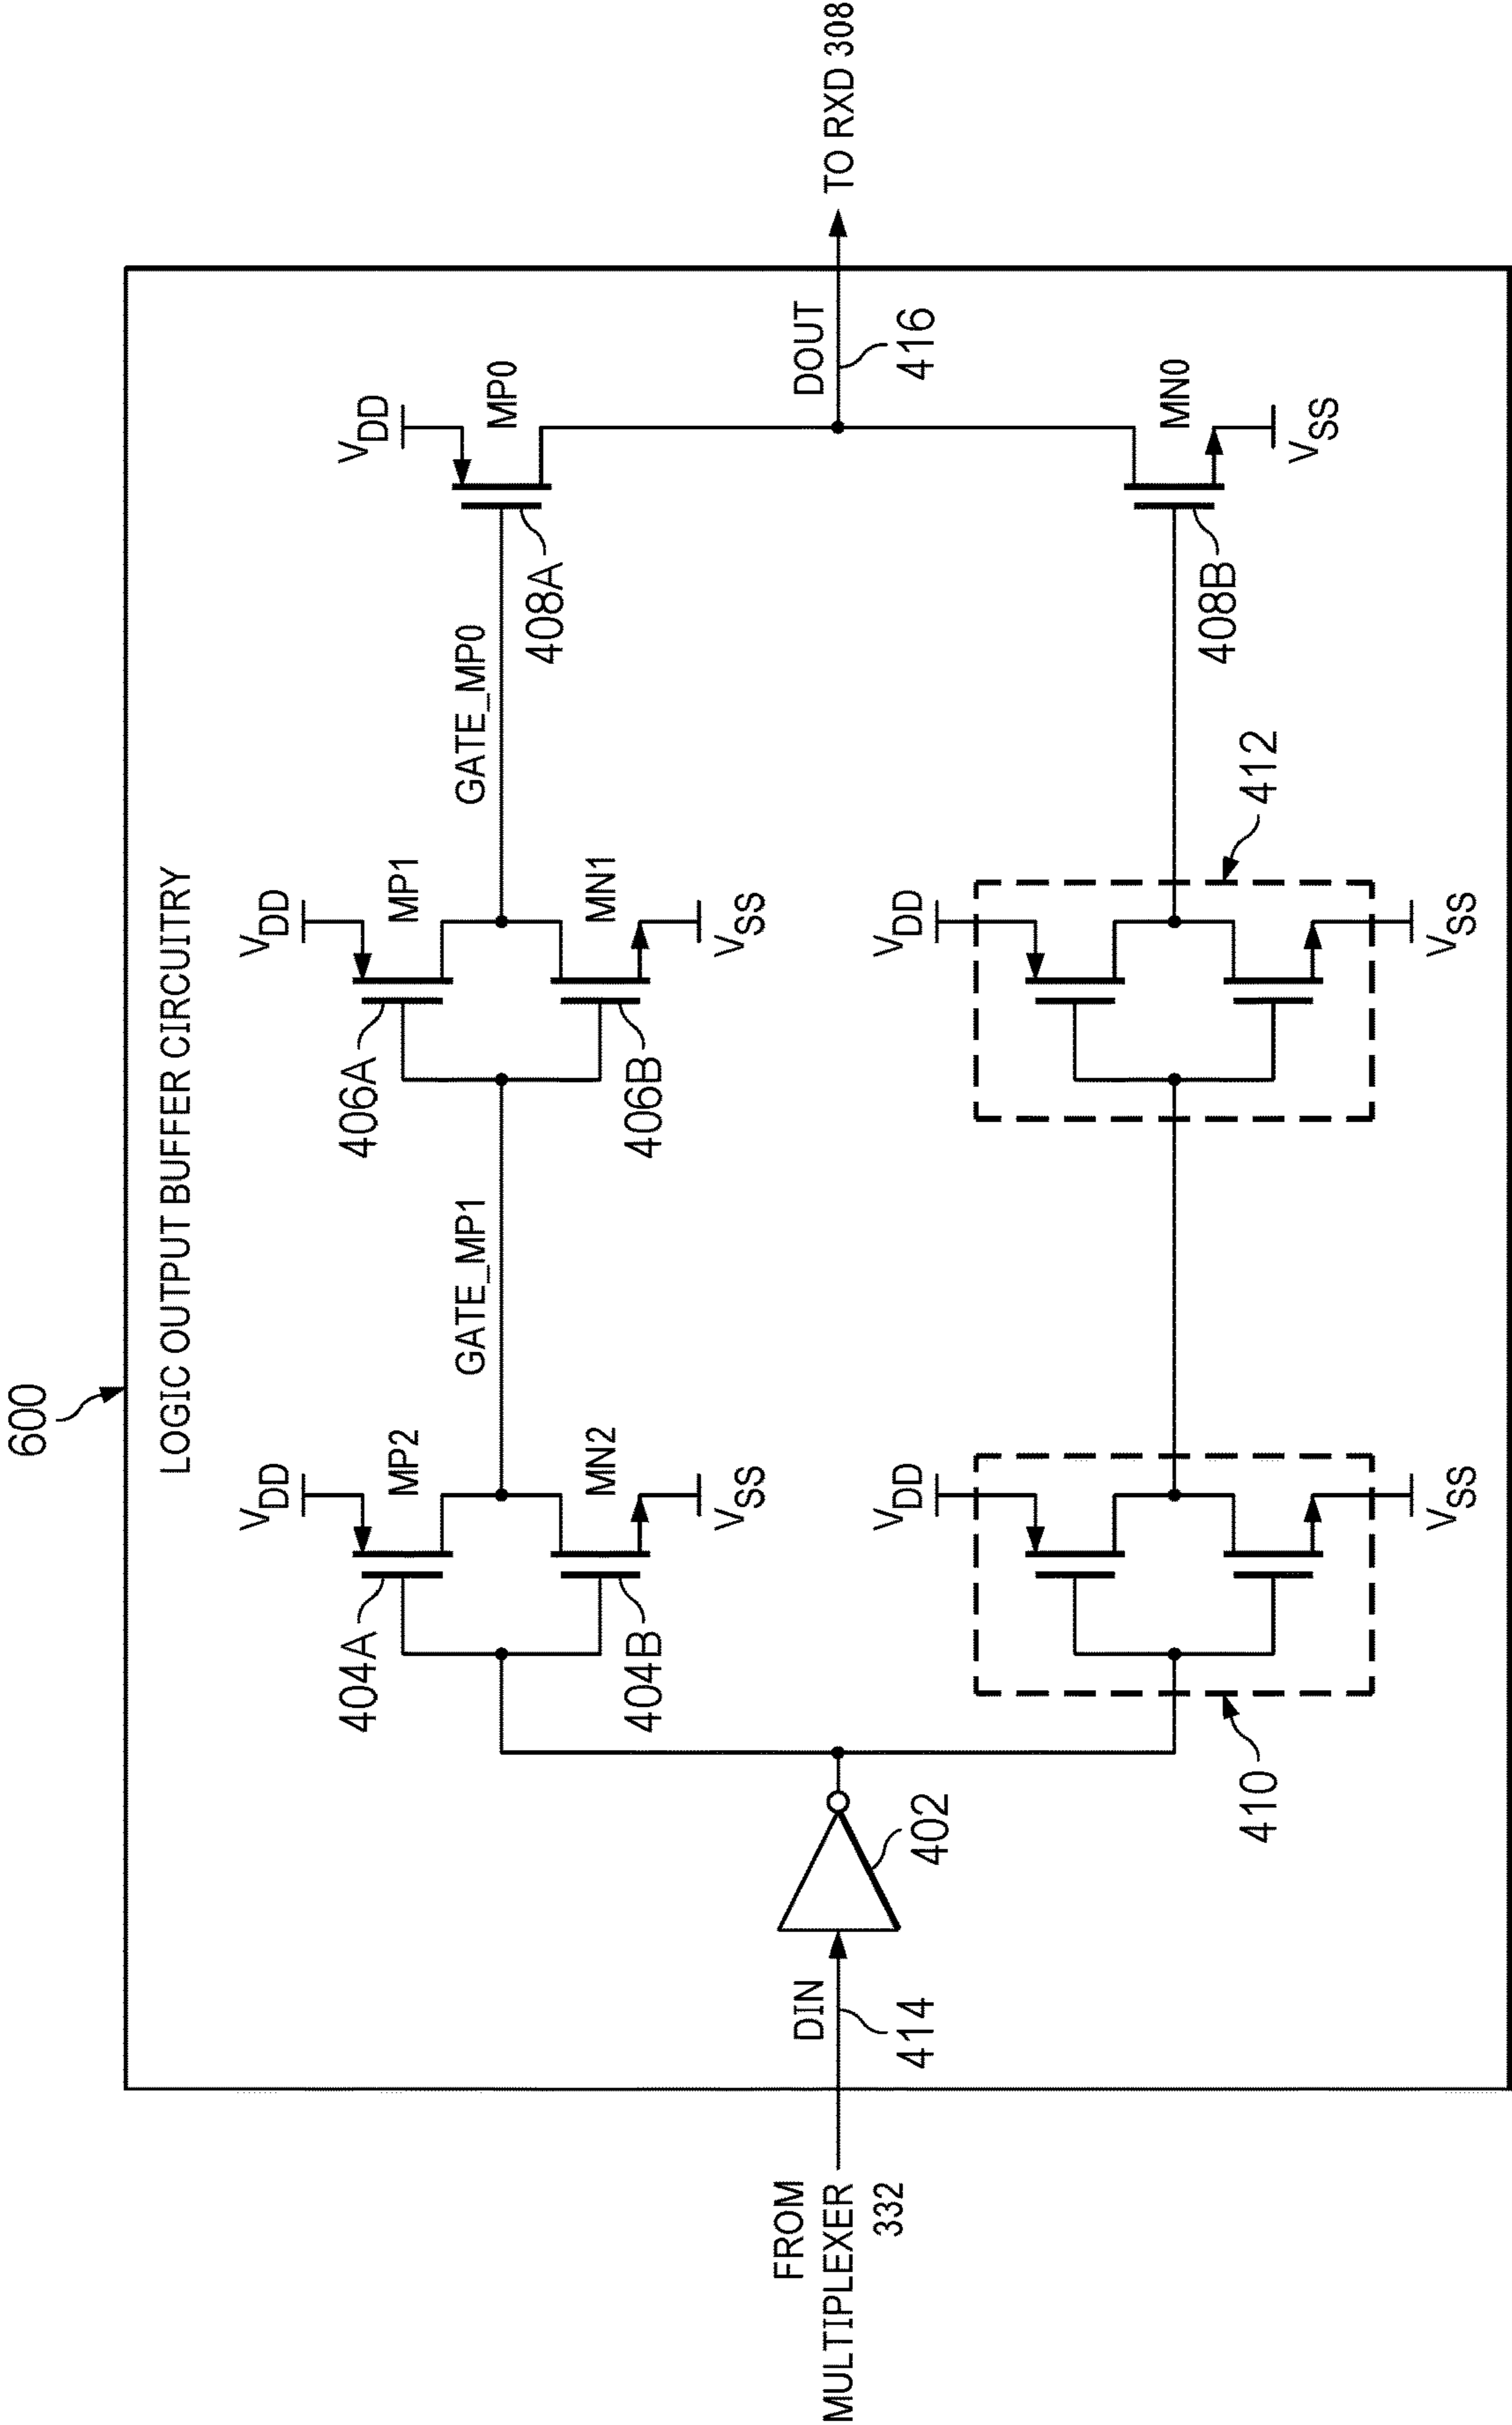 600
LOGIC OUTPUT BUFFER CIRCUITRY
VDD
404A
MP2
404B
MN2
VSS
GATE_MP1
VDD
406A
MP1
406B
MN1
VSS
GATE_MP0
VDD
MP0
408A
FROM
MULTIPLEXER
332
DIN
414
402
DOUT
416
TO RXD 308
VDD
410
VSS
VDD
412
VSS
408B
MN0
VSS